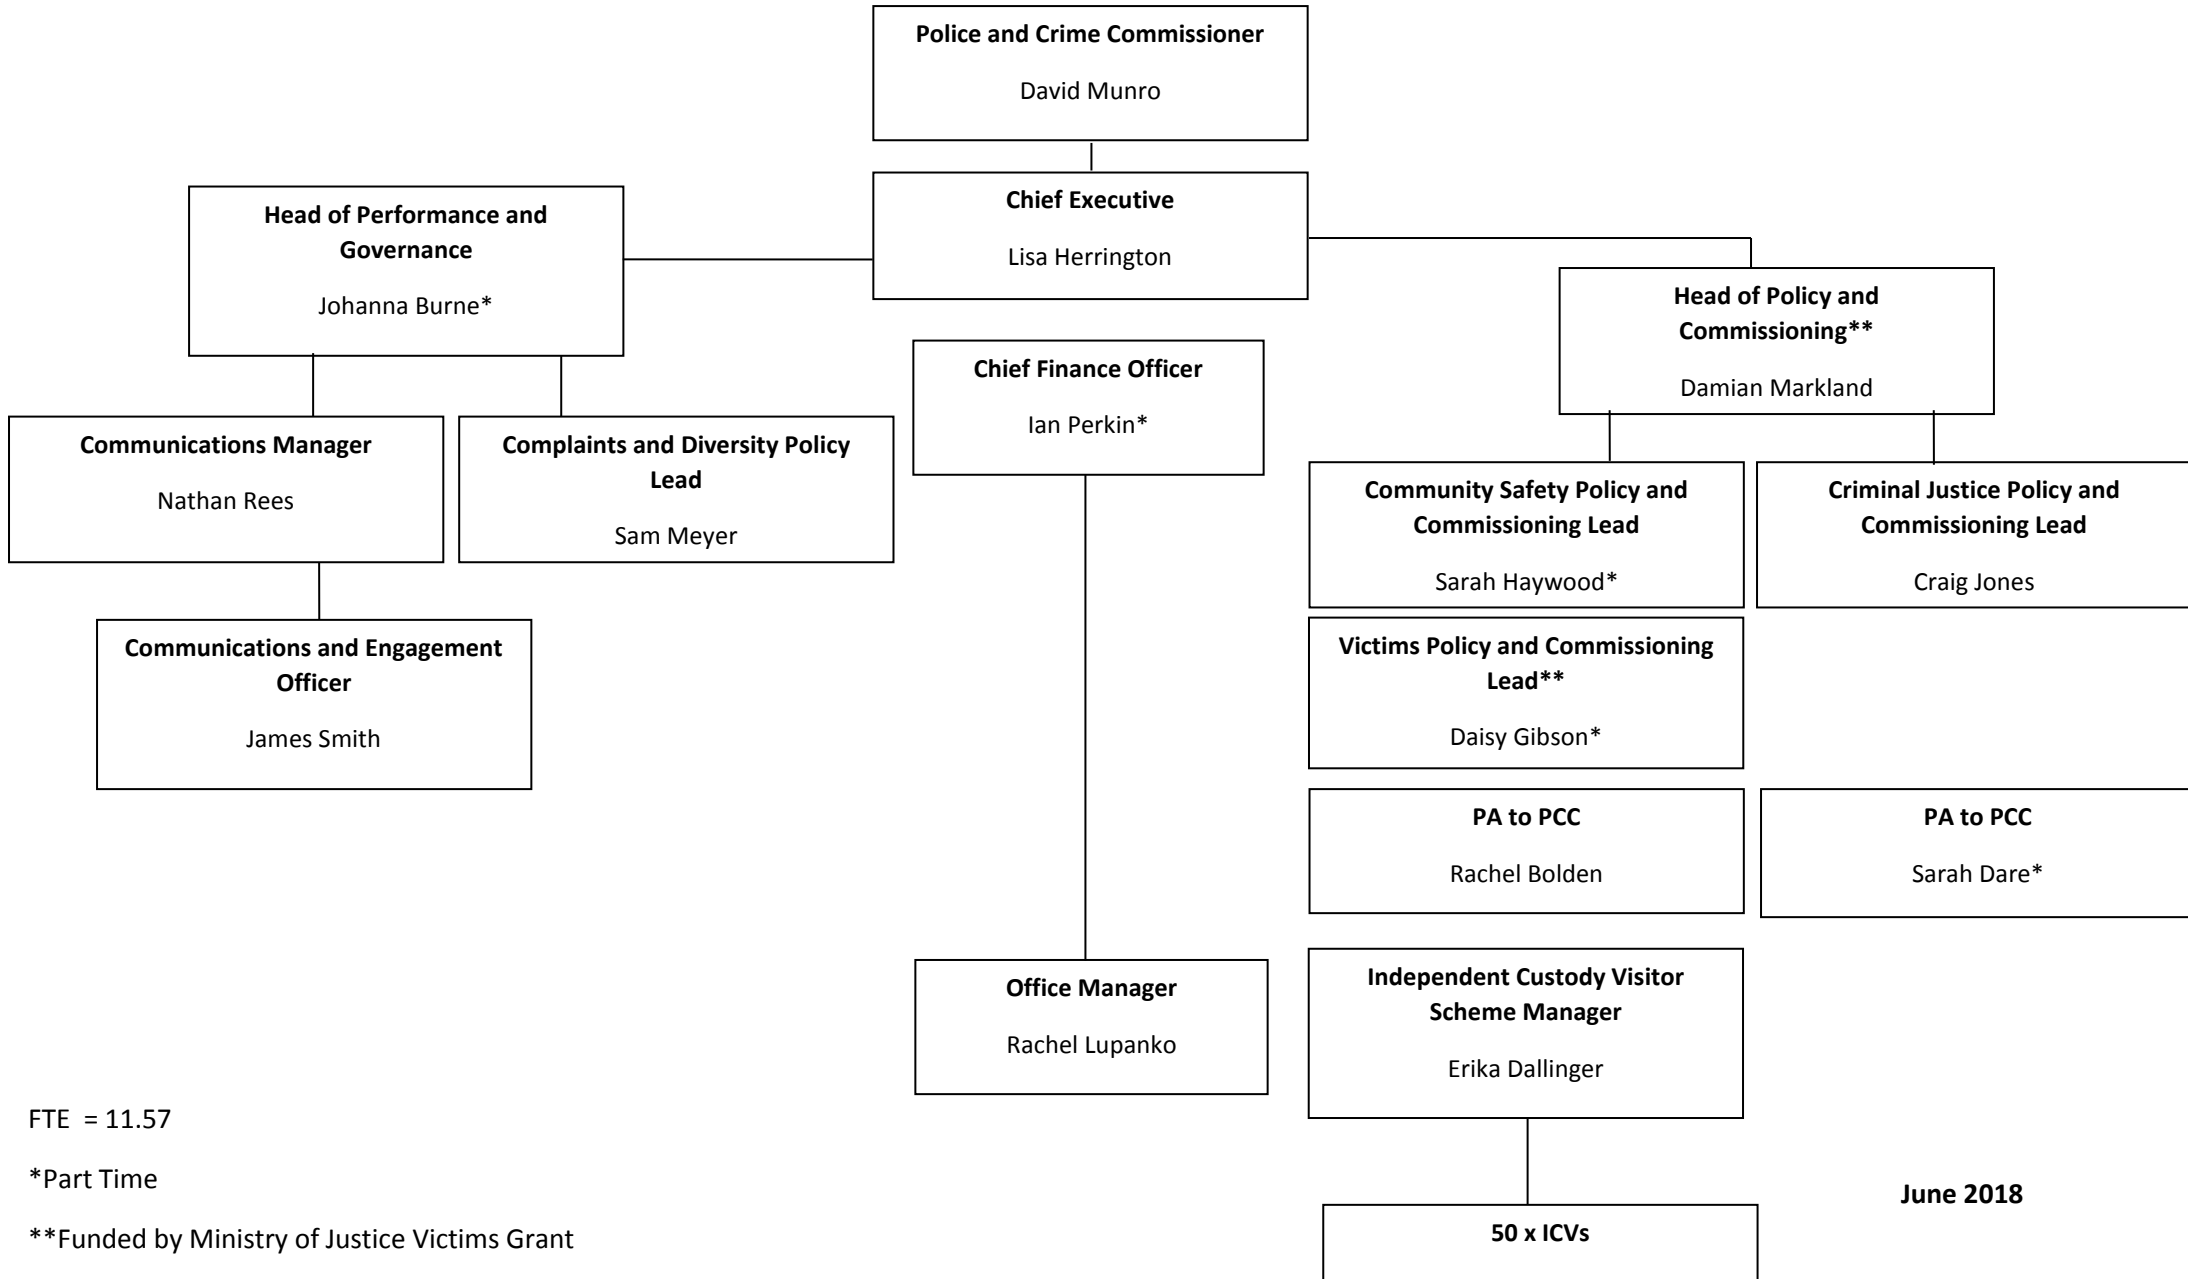 Police and Crime Commissioner
David Munro
Chief Executive
Lisa Herrington
Head of Performance and
Governance
Johanna Burne*
Head of Policy and
Commissioning**
Damian Markland
Chief Finance Officer
Ian Perkin*
Communications Manager
Nathan Rees
Complaints and Diversity Policy
Lead
Sam Meyer
Community Safety Policy and
Commissioning Lead
Sarah Haywood*
Criminal Justice Policy and
Commissioning Lead
Craig Jones
Communications and Engagement
Officer
James Smith
Victims Policy and Commissioning
Lead**
Daisy Gibson*
PA to PCC
Rachel Bolden
PA to PCC
Sarah Dare*
Office Manager
Rachel Lupanko
Independent Custody Visitor
Scheme Manager
Erika Dallinger
50 x ICVs
FTE = 11.57
*Part Time
**Funded by Ministry of Justice Victims Grant
June 2018